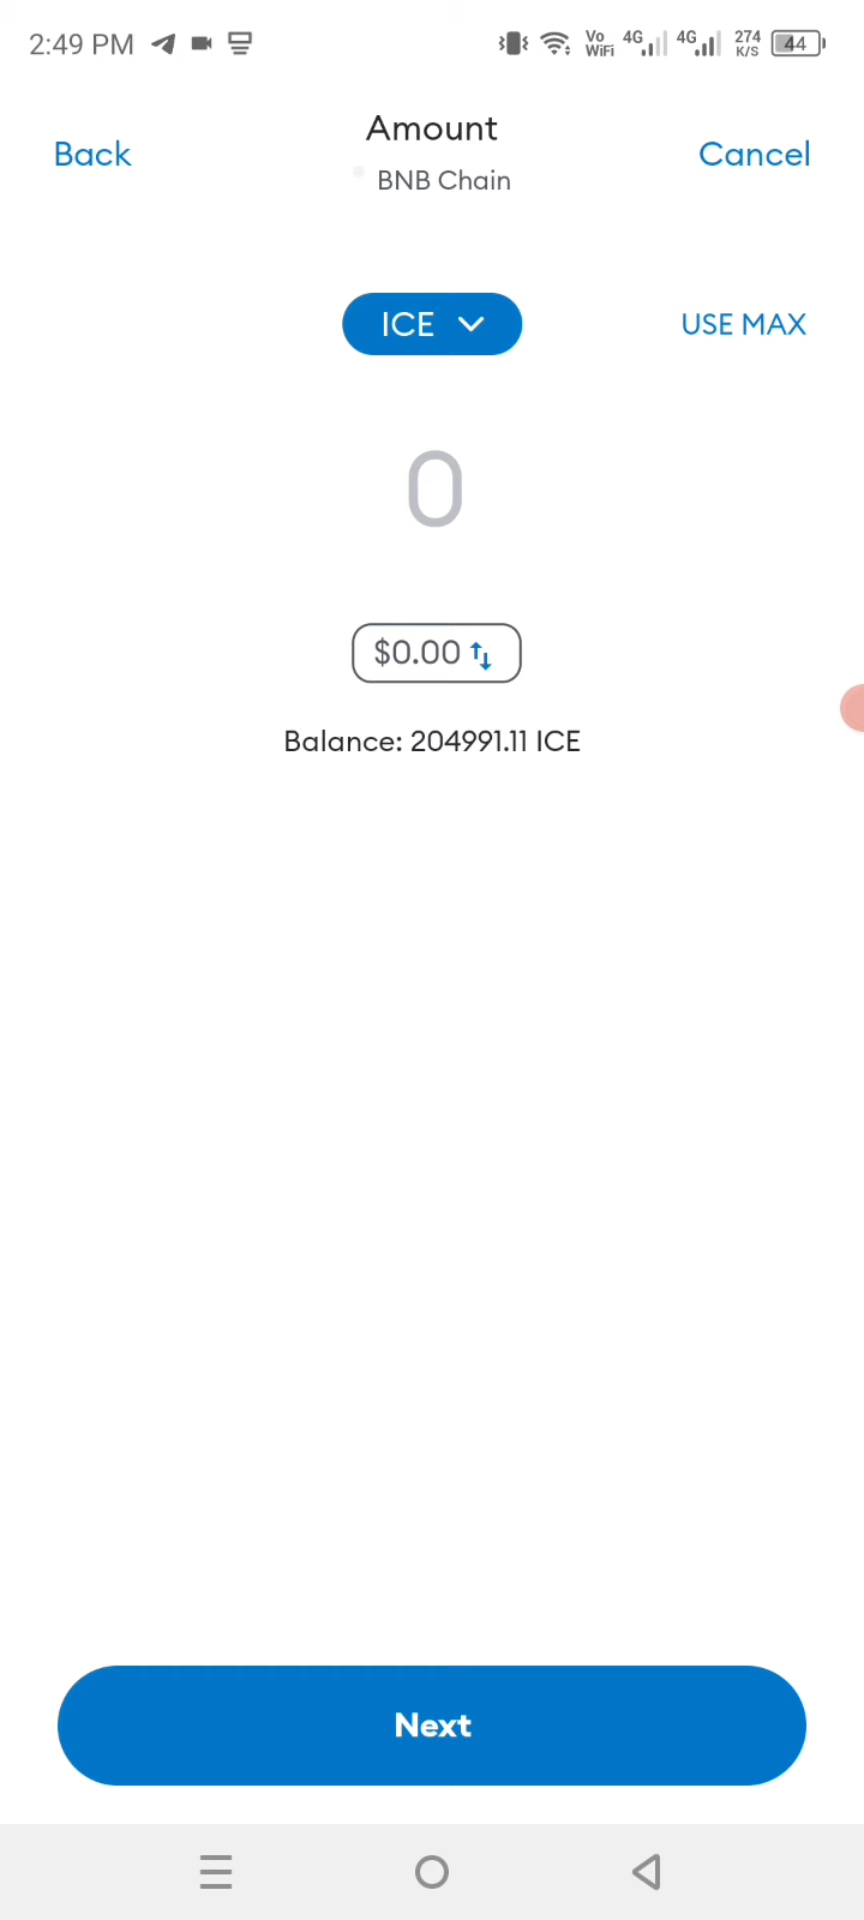 2:49 PM Vo WiFi 4G 4G 274 K/S 44
Amount
Back Cancel
BNB Chain
ICE USE MAX
0
$0.00
Balance: 204991.11 ICE
Next